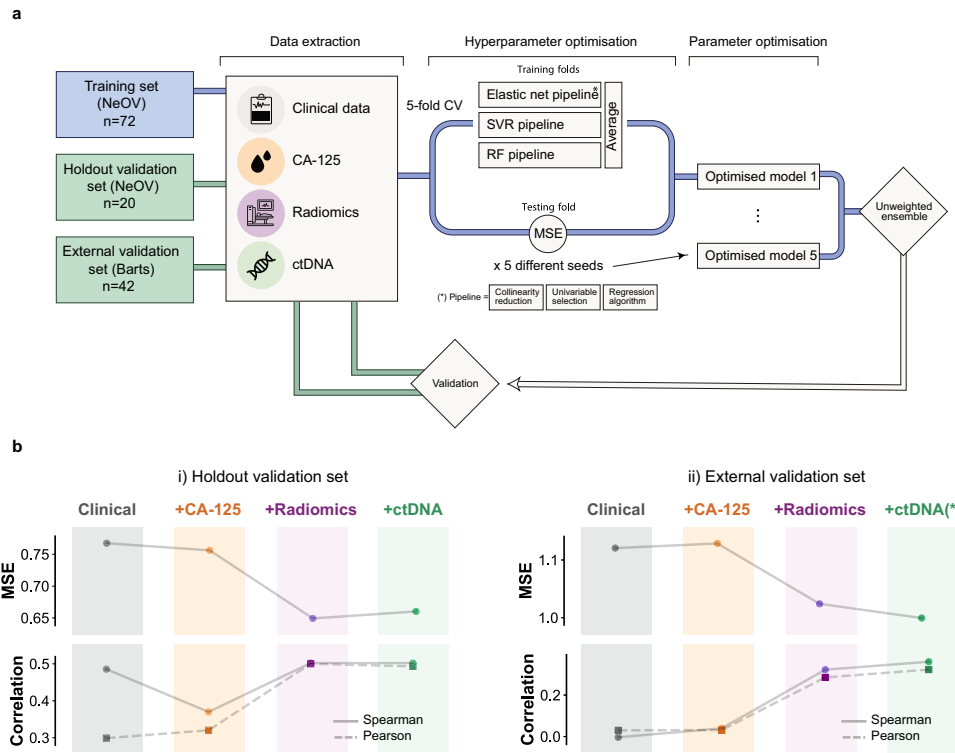 a
Data extraction
Hyperparameter optimisation
Parameter optimisation
Training set
(NeOV)
n=72
Holdout validation
set (NeOV)
n=20
External validation
set (Barts)
n=42
Clinical data
CA-125
Radiomics
ctDNA
5-fold CV
Training folds
Elastic net pipeline*
SVR pipeline
RF pipeline
Average
Testing fold
MSE
x 5 different seeds
(*) Pipeline =
Collinearity
reduction
Univariable
selection
Regression
algorithm
Optimised model 1
⋮
Optimised model 5
Unweighted
ensemble
Validation
b
i) Holdout validation set
Clinical
+CA-125
+Radiomics
+ctDNA
MSE
0.75
0.70
0.65
Correlation
0.5
0.4
0.3
Spearman
Pearson
ii) External validation set
Clinical
+CA-125
+Radiomics
+ctDNA(*
MSE
1.1
1.0
Correlation
0.2
0.0
Spearman
Pearson